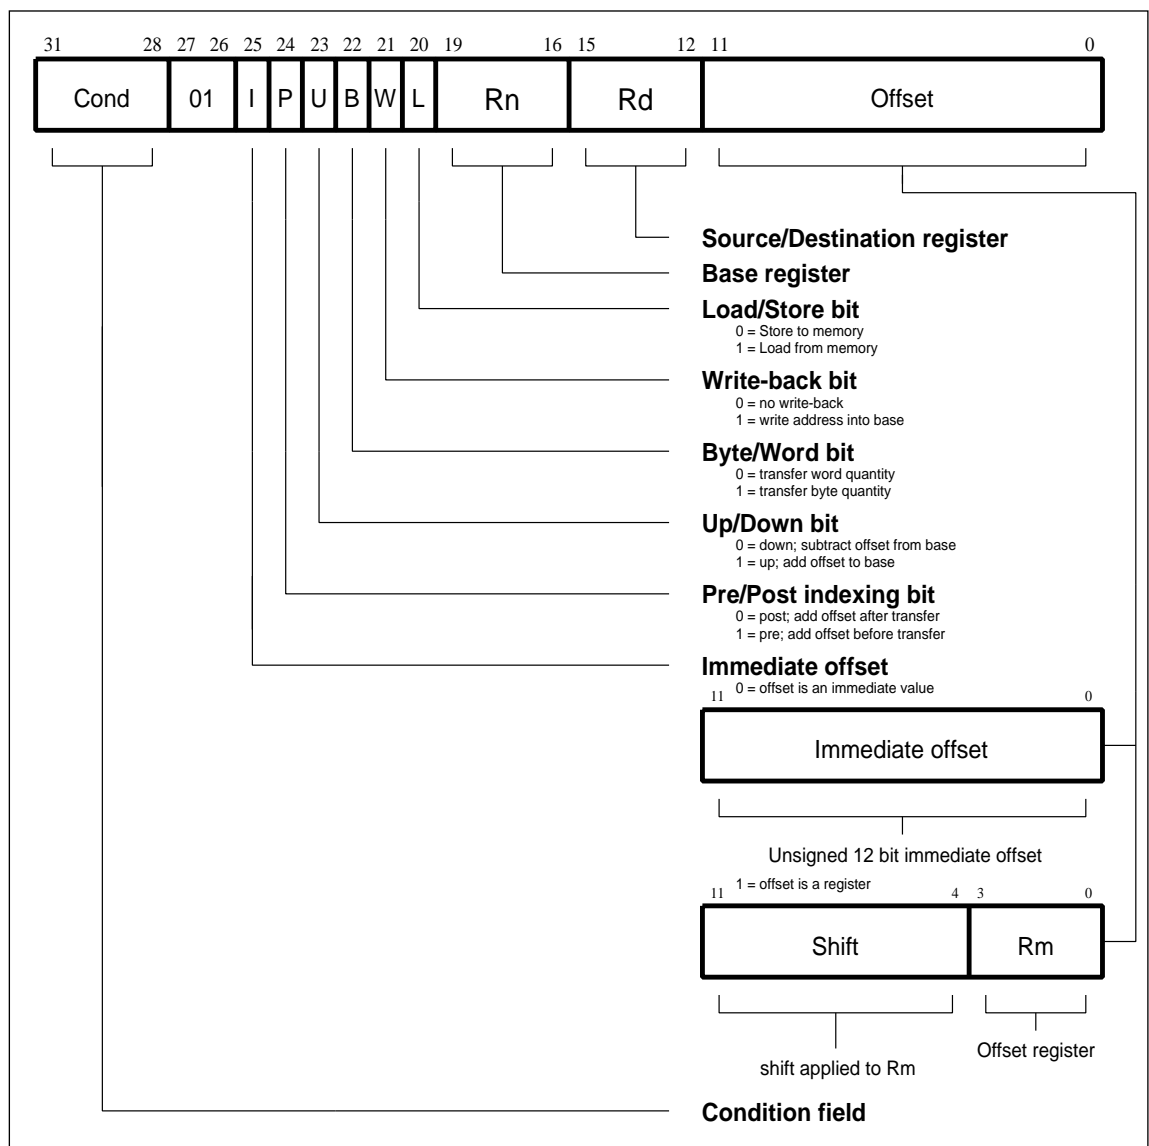 31 28 27 26 25 24 23 22 21 20 19 16 15 12 11 0
Cond 01 I P U B W L Rn Rd Offset
Source/Destination register
Base register
Load/Store bit
0 = Store to memory
1 = Load from memory
Write-back bit
0 = no write-back
1 = write address into base
Byte/Word bit
0 = transfer word quantity
1 = transfer byte quantity
Up/Down bit
0 = down; subtract offset from base
1 = up; add offset to base
Pre/Post indexing bit
0 = post; add offset after transfer
1 = pre; add offset before transfer
Immediate offset
0 = offset is an immediate value
11 0
Immediate offset
Unsigned 12 bit immediate offset
1 = offset is a register
11 4 3 0
Shift Rm
Offset register
shift applied to Rm
Condition field